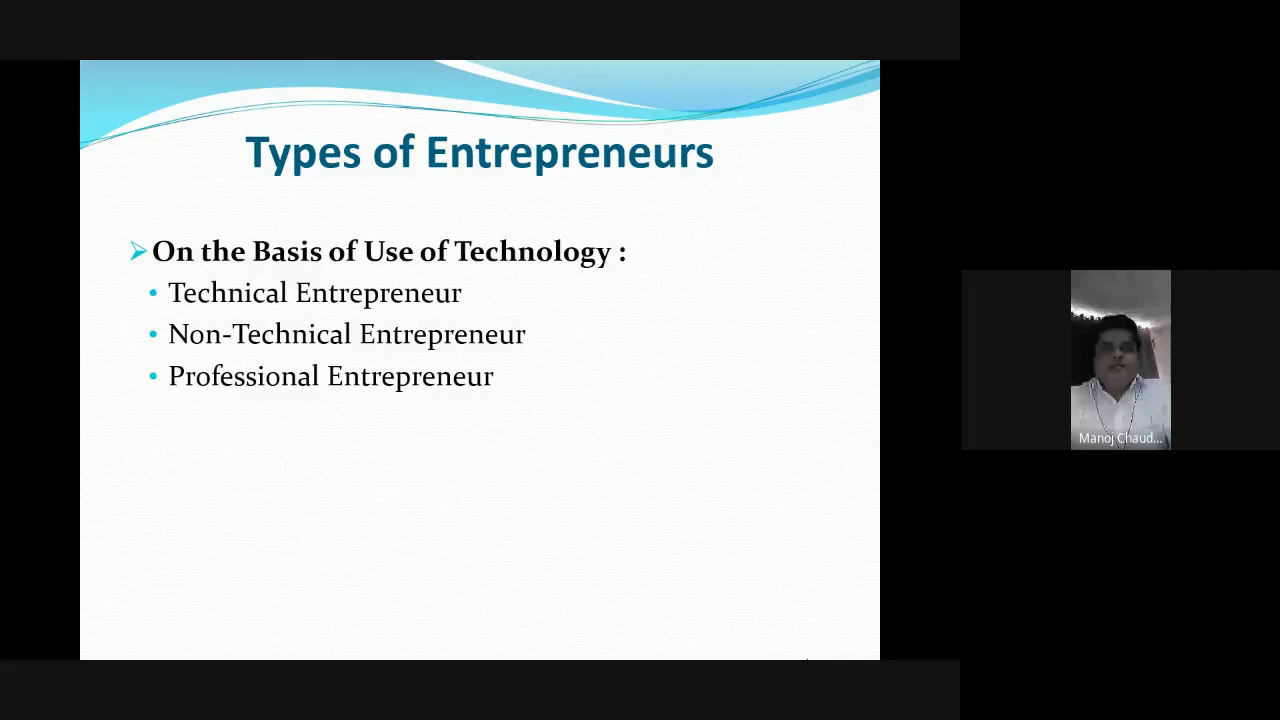 Types of Entrepreneurs
On the Basis of Use of Technology :
Technical Entrepreneur
Non-Technical Entrepreneur
Professional Entrepreneur
Manoj Chaud...